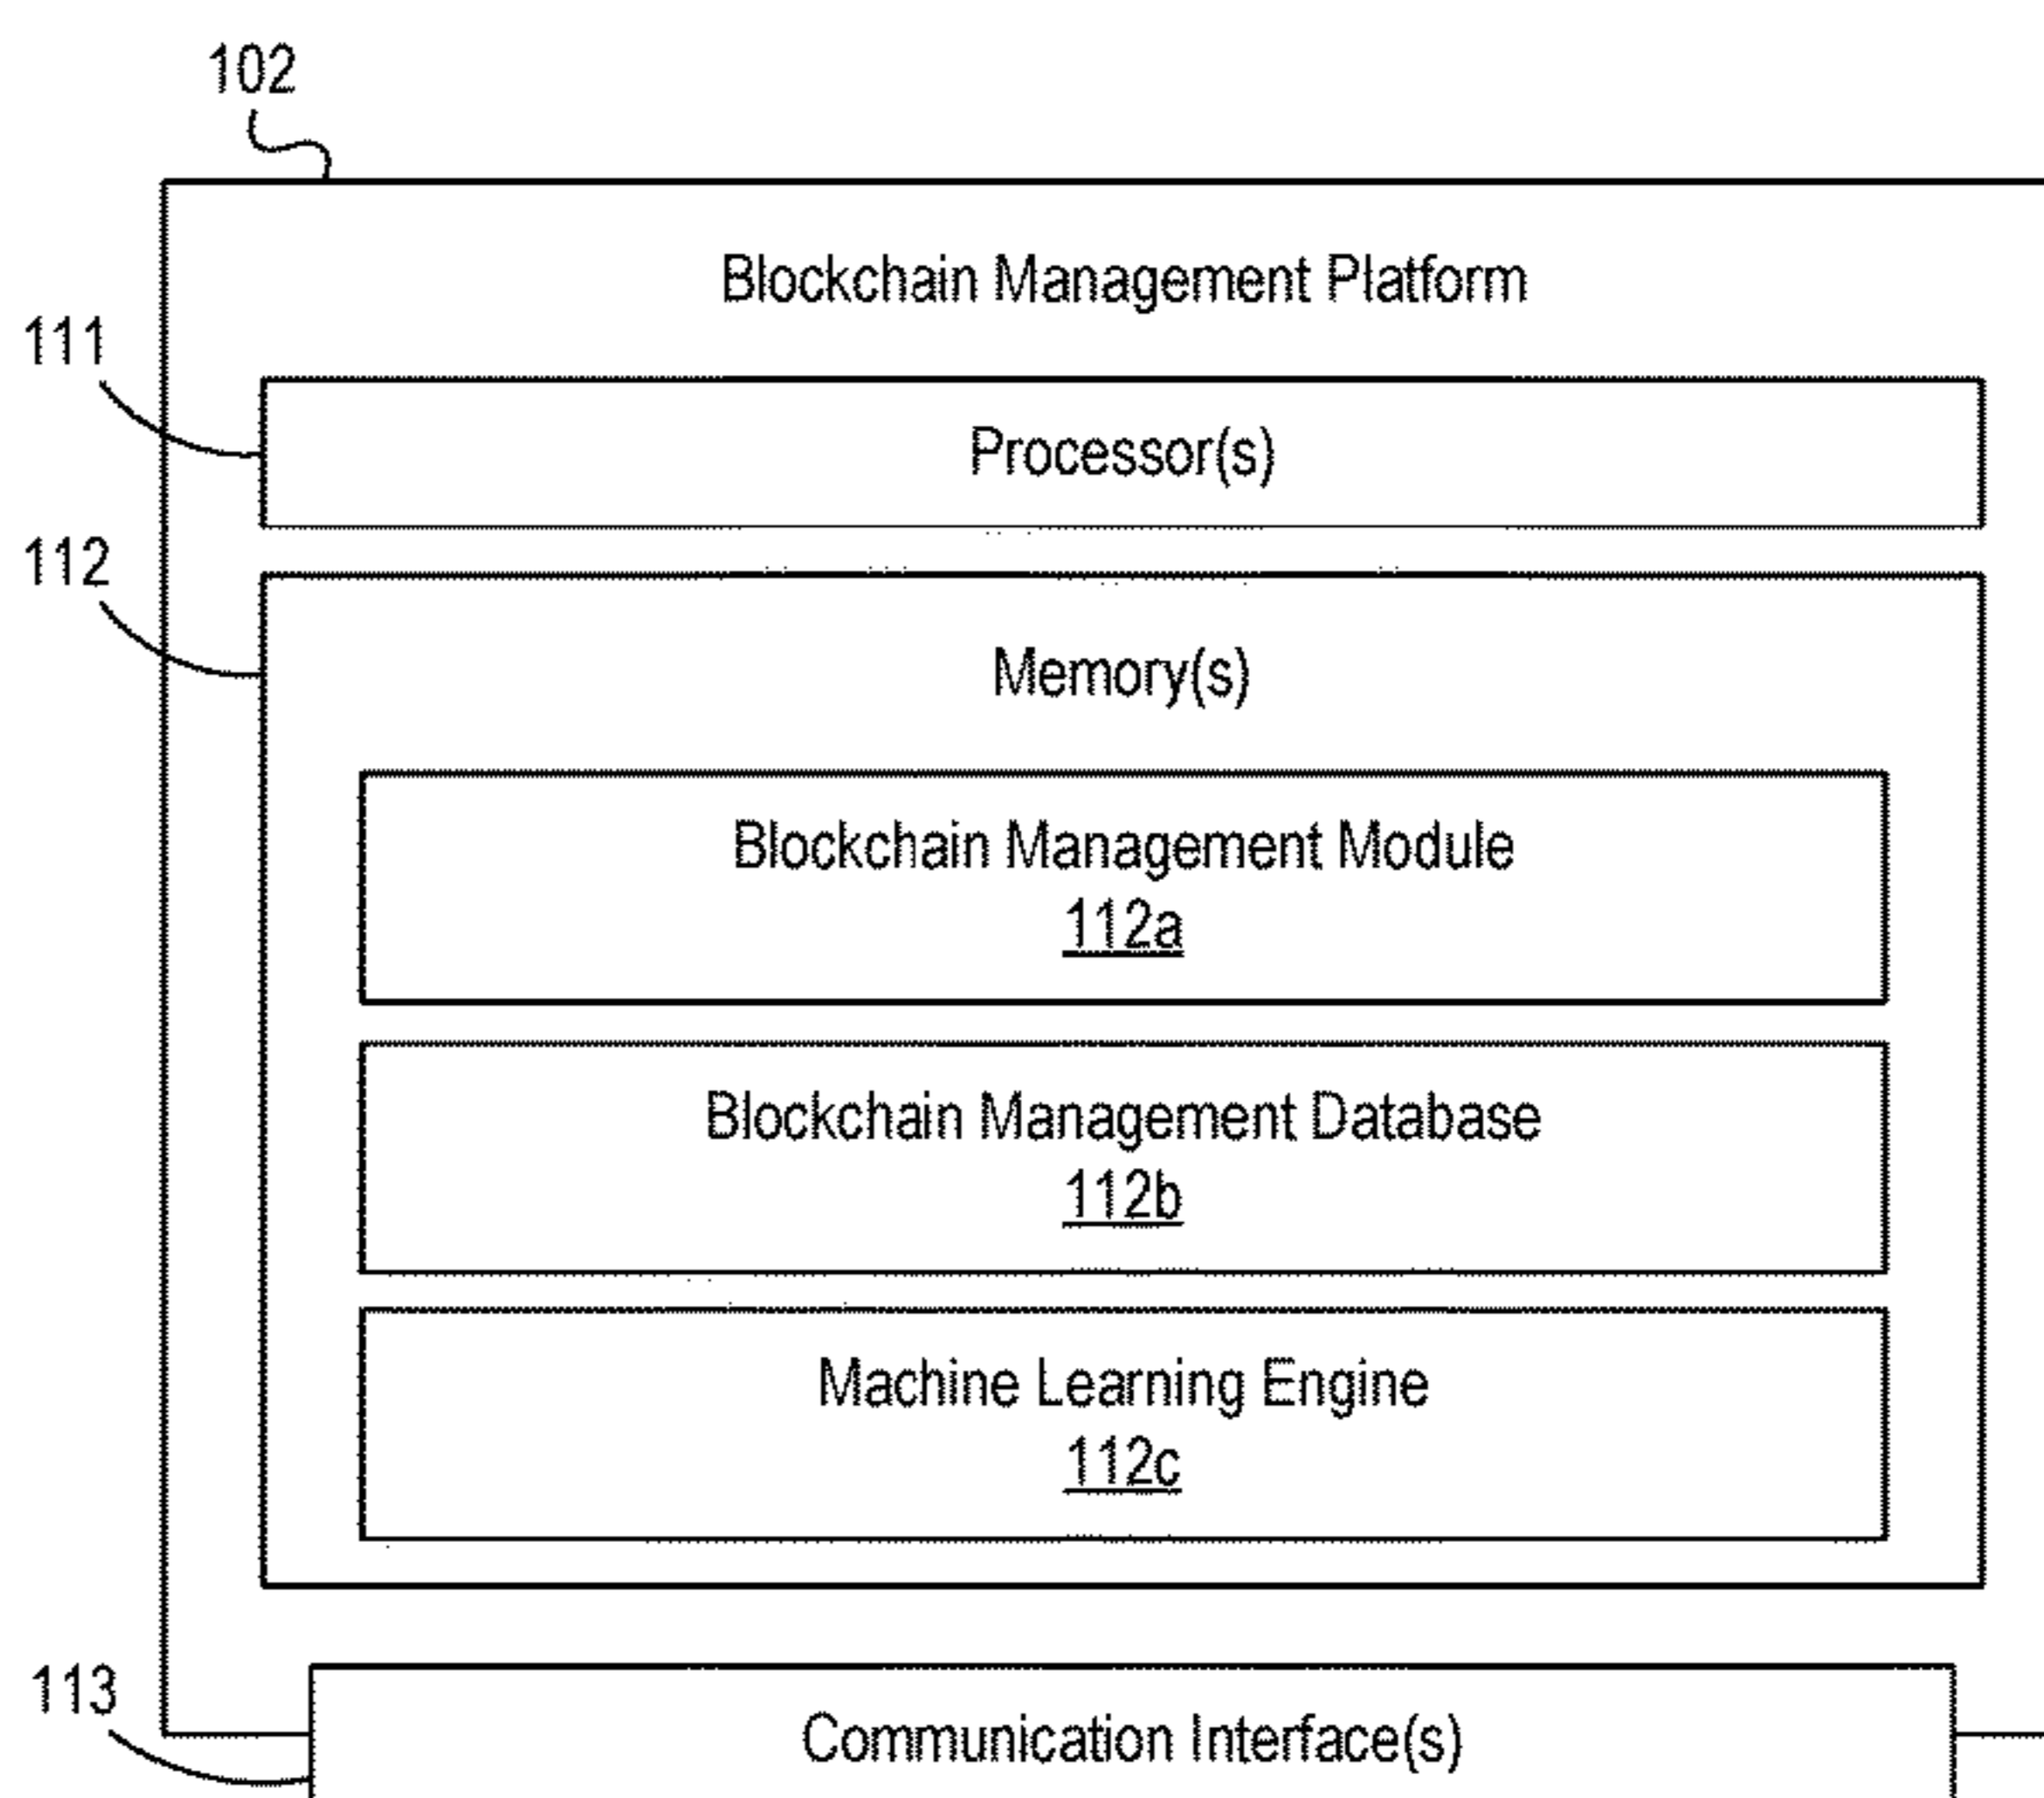 102
Blockchain Management Platform
111
Processor(s)
112
Memory(s)
Blockchain Management Module
112a
Blockchain Management Database
112b
Machine Learning Engine
112c
113
Communication Interface(s)